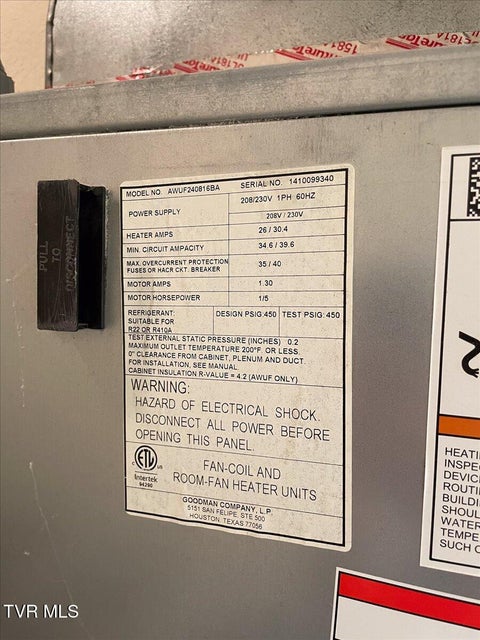 MODEL NO. AWUF240816BA SERIAL NO. 1410099340
POWER SUPPLY 208/230V 1PH 60HZ
208V / 230V
HEATER AMPS 26 / 30.4
MIN. CIRCUIT AMPACITY 34.6 / 39.6
MAX. OVERCURRENT PROTECTION
FUSES OR HACR CKT. BREAKER 35 / 40
MOTOR AMPS 1.30
MOTOR HORSEPOWER 1/5
REFRIGERANT: DESIGN PSIG:450 TEST PSIG: 450
SUITABLE FOR
R22 OR R410A
TEST EXTERNAL STATIC PRESSURE (INCHES) 0.2
MAXIMUM OUTLET TEMPERATURE 200°F. OR LESS.
0" CLEARANCE FROM CABINET, PLENUM AND DUCT.
FOR INSTALLATION, SEE MANUAL
CABINET INSULATION R-VALUE = 4.2 (AWUF ONLY)
WARNING:
HAZARD OF ELECTRICAL SHOCK.
DISCONNECT ALL POWER BEFORE
OPENING THIS PANEL.
C ETL US
Intertek
FAN-COIL AND
ROOM-FAN HEATER UNITS
GOODMAN COMPANY, L.P.
5151 SAN FELIPE, STE 500
HOUSTON, TEXAS 77056
PULL
TO
DISCONNECT
HEATI
INSPE
DEVIC
ROUTI
BUILDI
SHOUL
WATER
TEMPE
SUCH C
TVR MLS